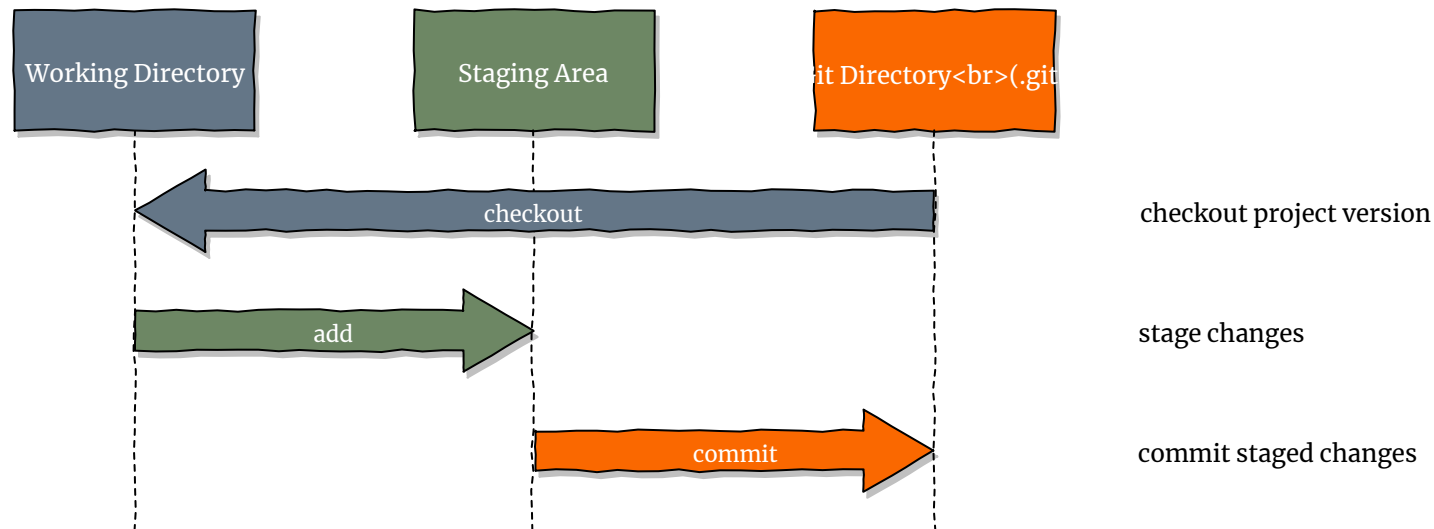 Working Directory
Staging Area
it Directory<br>(.git
checkout
checkout project version
add
stage changes
commit
commit staged changes